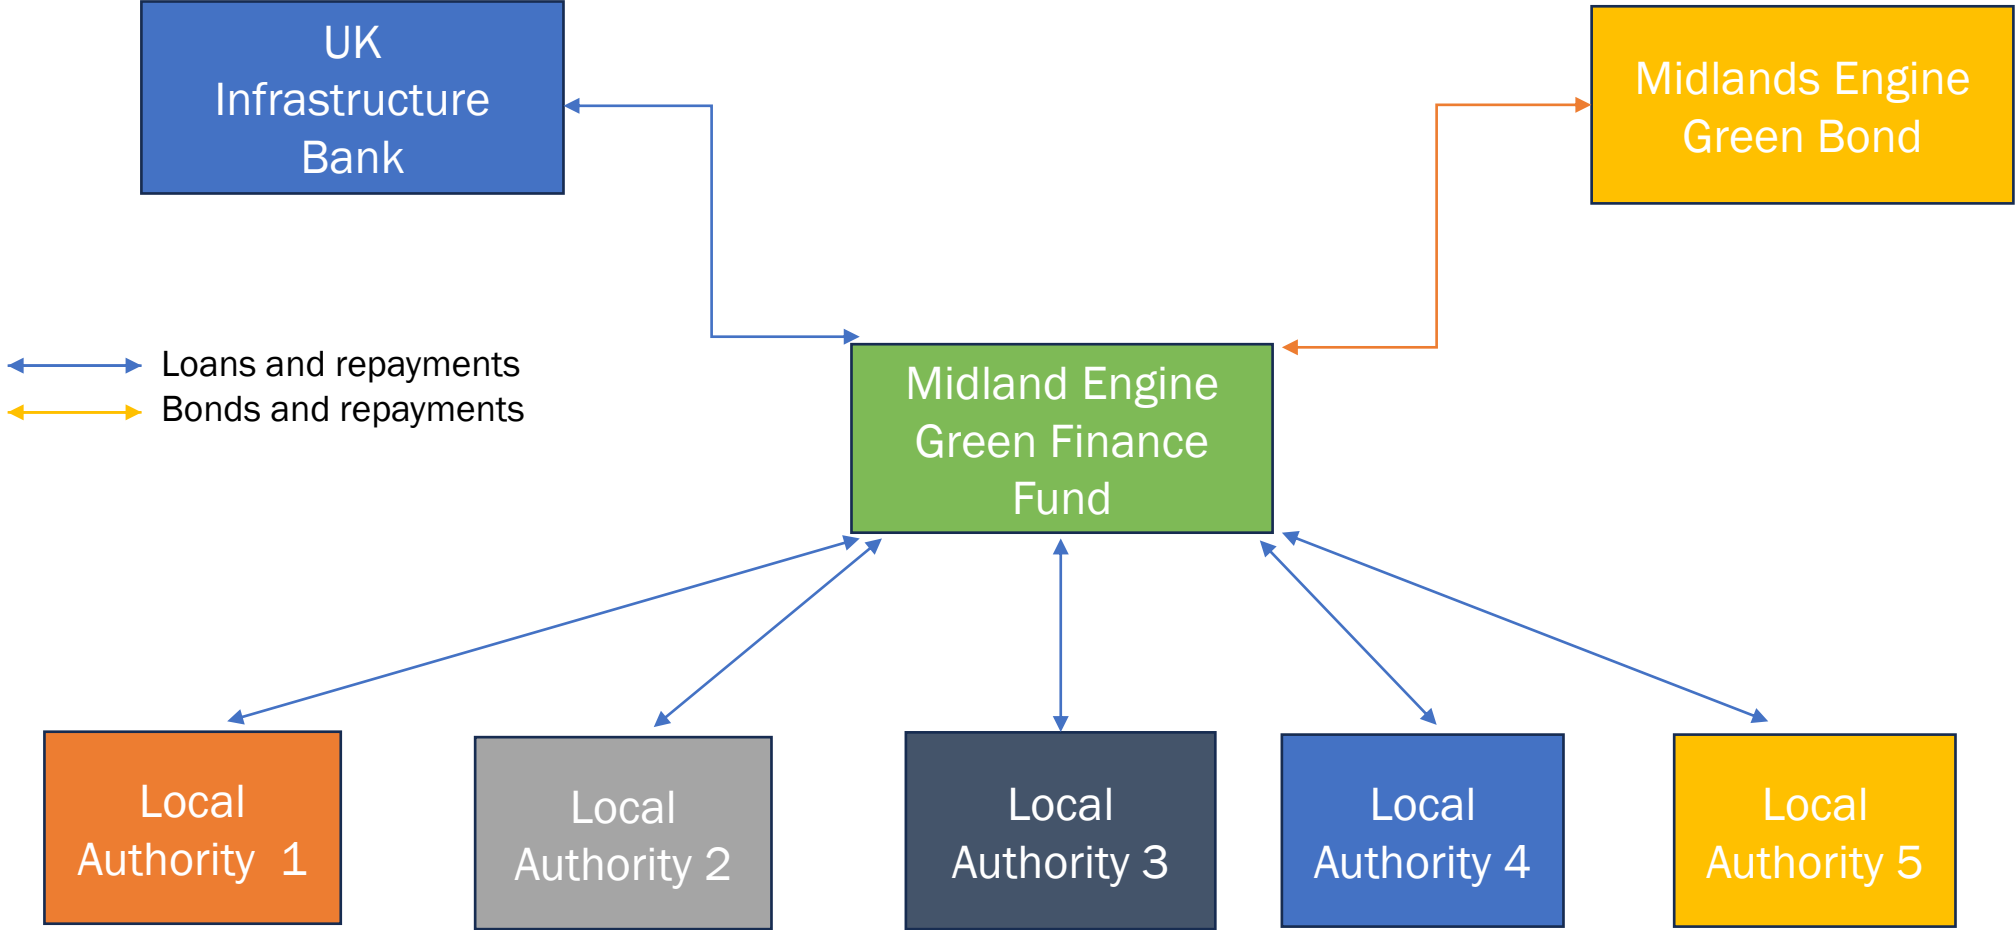 UK
Infrastructure
Bank
Midlands Engine
Green Bond
Loans and repayments
Bonds and repayments
Midland Engine
Green Finance
Fund
Local
Authority  1
Local
Authority 2
Local
Authority 3
Local
Authority 4
Local
Authority 5